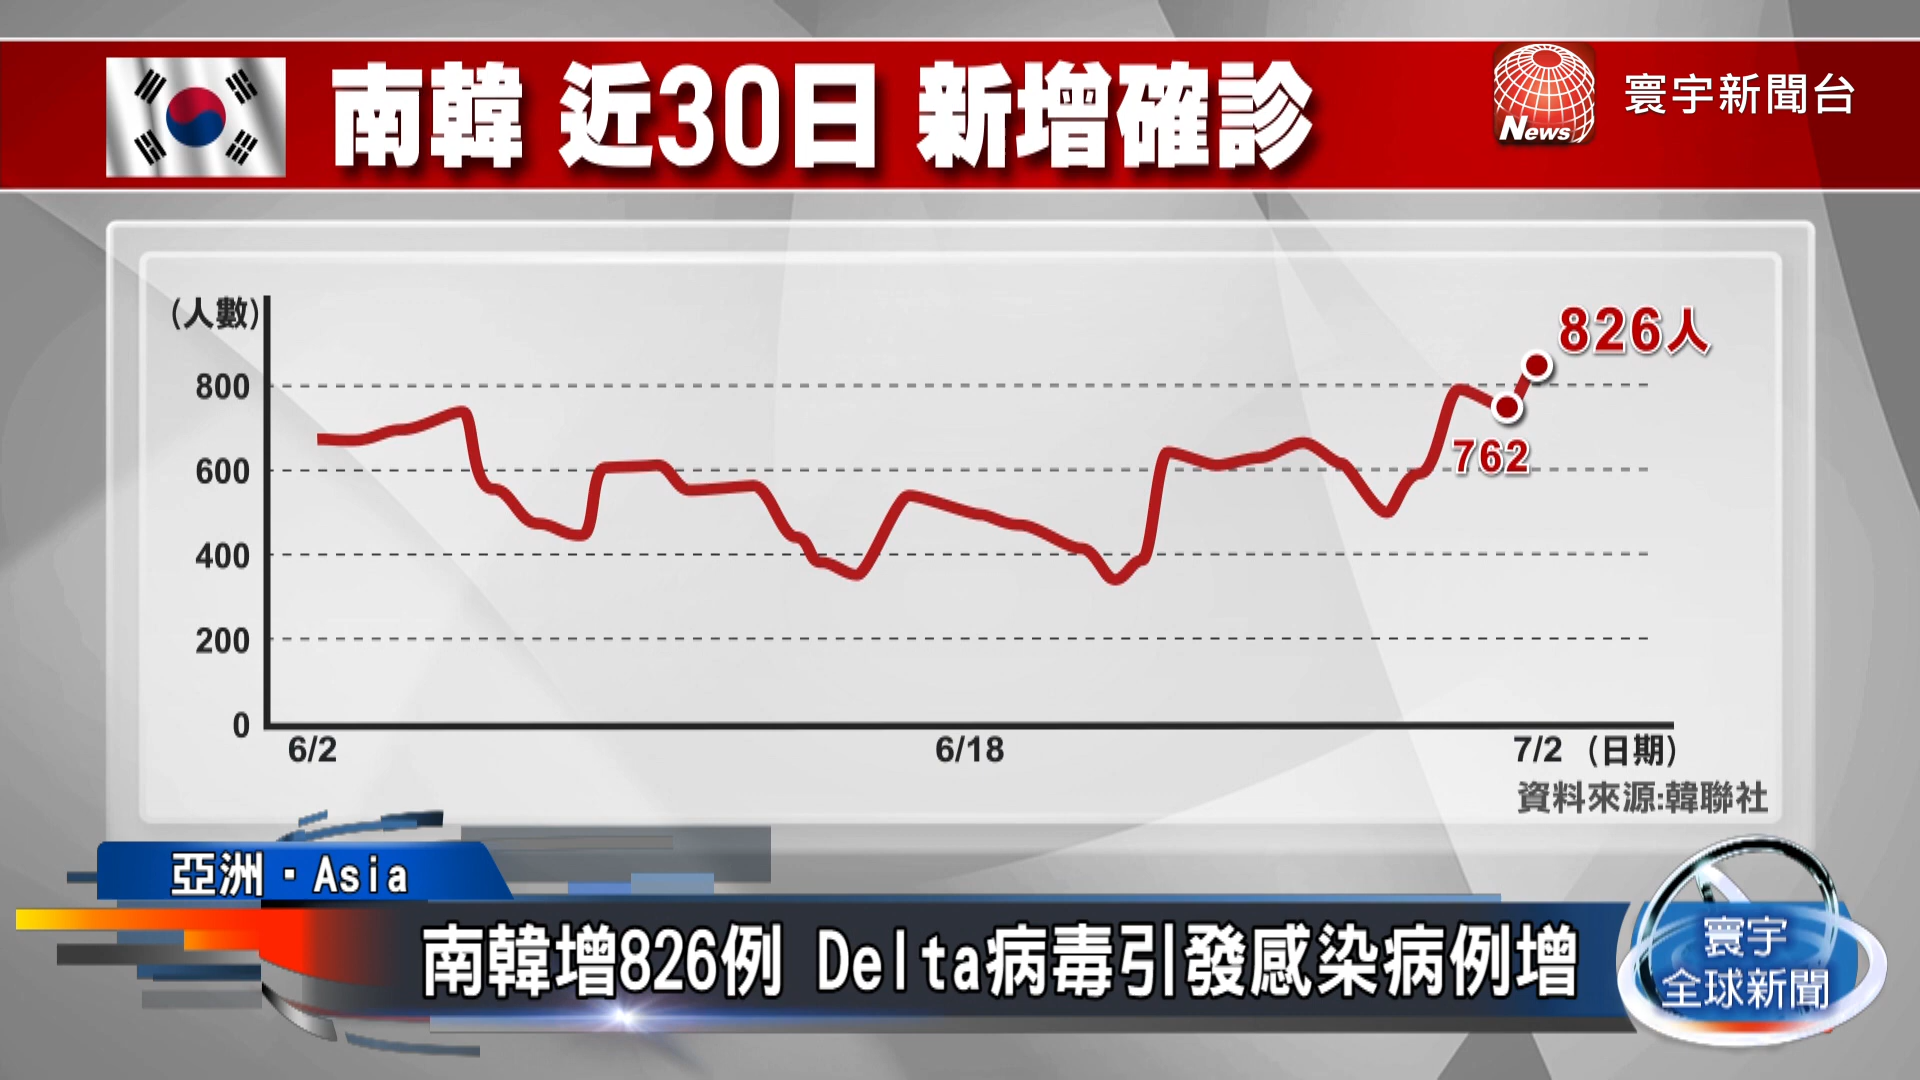 南韓 近30日 新增確診
News
寰宇新聞台
(人數)
826人
800
762
600
400
200
0
6/2
6/18
7/2 (日期)
資料來源:韓聯社
亞洲·Asia
南韓增826例 Delta病毒引發感染病例增
寰宇
全球新聞